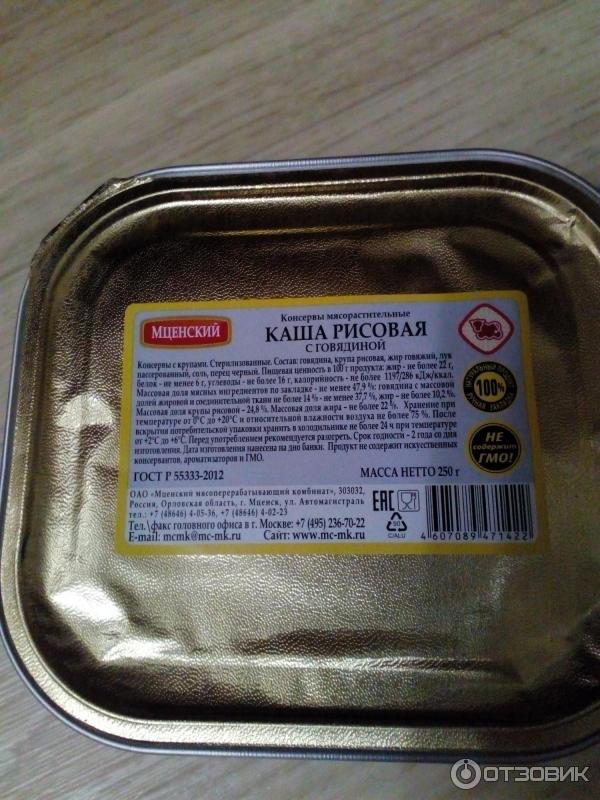 МЦЕНСКИЙ
Консервы мясорастительные
КАША РИСОВАЯ
С ГОВЯДИНОЙ
Консервы с крупами. Стерилизованные. Состав: говядина, крупа рисовая, жир говяжий, лук
пассерованный, соль, перец черный. Пищевая ценность в 100 г продукта: жир - не более 22 г,
белок - не менее 6 г, углеводы - не более 16 г, калорийность - не более 1197/286 кДж/ккал.
Массовая доля мясных ингредиентов по закладке - не менее 47,9 %: говядина с массовой
долей жировой и соединительной ткани не более 14 % - не менее 37,7 %, жир - не более 10,2 %.
Массовая доля крупы рисовой – 24,8 %. Массовая доля жира – не более 22 %. Хранение при
температуре от 0°С до +20°С и относительной влажности воздуха не более 75 %. После
вскрытия потребительской упаковки хранить в холодильнике не более 24 ч при температуре
от +2°С до +6°С. Перед употреблением рекомендуется разогреть. Срок годности – 2 года со дня
изготовления. Дата изготовления нанесена на дно банки. Продукт не содержит искусственных
консервантов, ароматизаторов и ГМО.
ГОСТ Р 55333-2012
МАССА НЕТТО 250 г
НАТУРАЛЬНЫЙ ПРОДУКТ
100%
РУЧНАЯ ЗАКЛАДКА
НЕ
содержит
ГМО!
ОАО «Мценский мясоперерабатывающий комбинат», 303032,
Россия, Орловская область, г. Мценск, ул. Автомагистраль
тел.: +7 (48646) 4-05-36, +7 (48646) 4-02-23
Тел.\факс головного офиса в г. Москве: +7 (495) 236-70-22
E-mail: mcmk@mc-mk.ru Сайт: www.mc-mk.ru
EAC
90
C/ALU
4 607089 471422
ОТЗОВИК